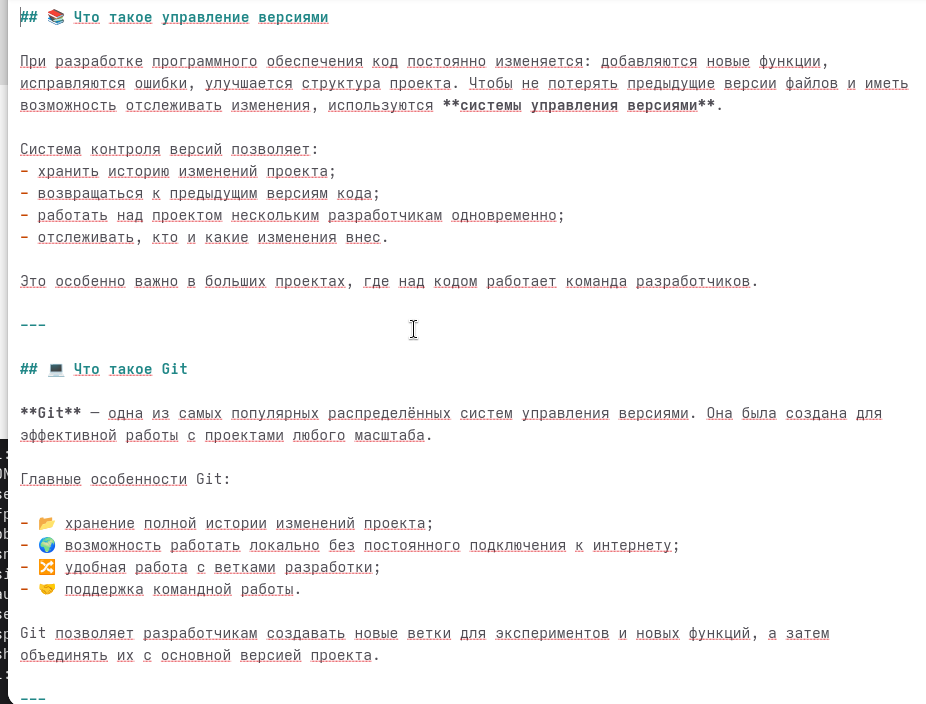 ## 📚 Что такое управление версиями
При разработке программного обеспечения код постоянно изменяется: добавляются новые функции,
исправляются ошибки, улучшается структура проекта. Чтобы не потерять предыдущие версии файлов и иметь
возможность отслеживать изменения, используются **системы управления версиями**.
Система контроля версий позволяет:
- хранить историю изменений проекта;
- возвращаться к предыдущим версиям кода;
- работать над проектом нескольким разработчикам одновременно;
- отслеживать, кто и какие изменения внес.
Это особенно важно в больших проектах, где над кодом работает команда разработчиков.
---
## 💻 Что такое Git
**Git** — одна из самых популярных распределённых систем управления версиями. Она была создана для
эффективной работы с проектами любого масштаба.
Главные особенности Git:
- 📂 хранение полной истории изменений проекта;
- 🌍 возможность работать локально без постоянного подключения к интернету;
- 🔀 удобная работа с ветками разработки;
- 🤝 поддержка командной работы.
Git позволяет разработчикам создавать новые ветки для экспериментов и новых функций, а затем
объединять их с основной версией проекта.
---